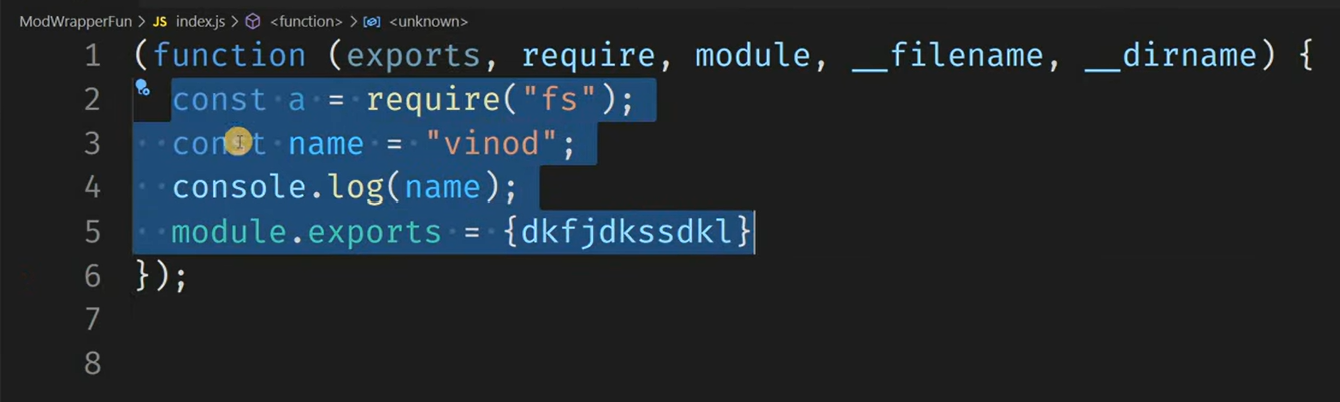 ModWrapperFun > JS index.js > <function> > <unknown>
1 (function (exports, require, module, __filename, __dirname) {
2 const a = require("fs");
3 const name = "vinod";
4 console.log(name);
5 module.exports = {dkfjdkssdkl}
6 });
7
8